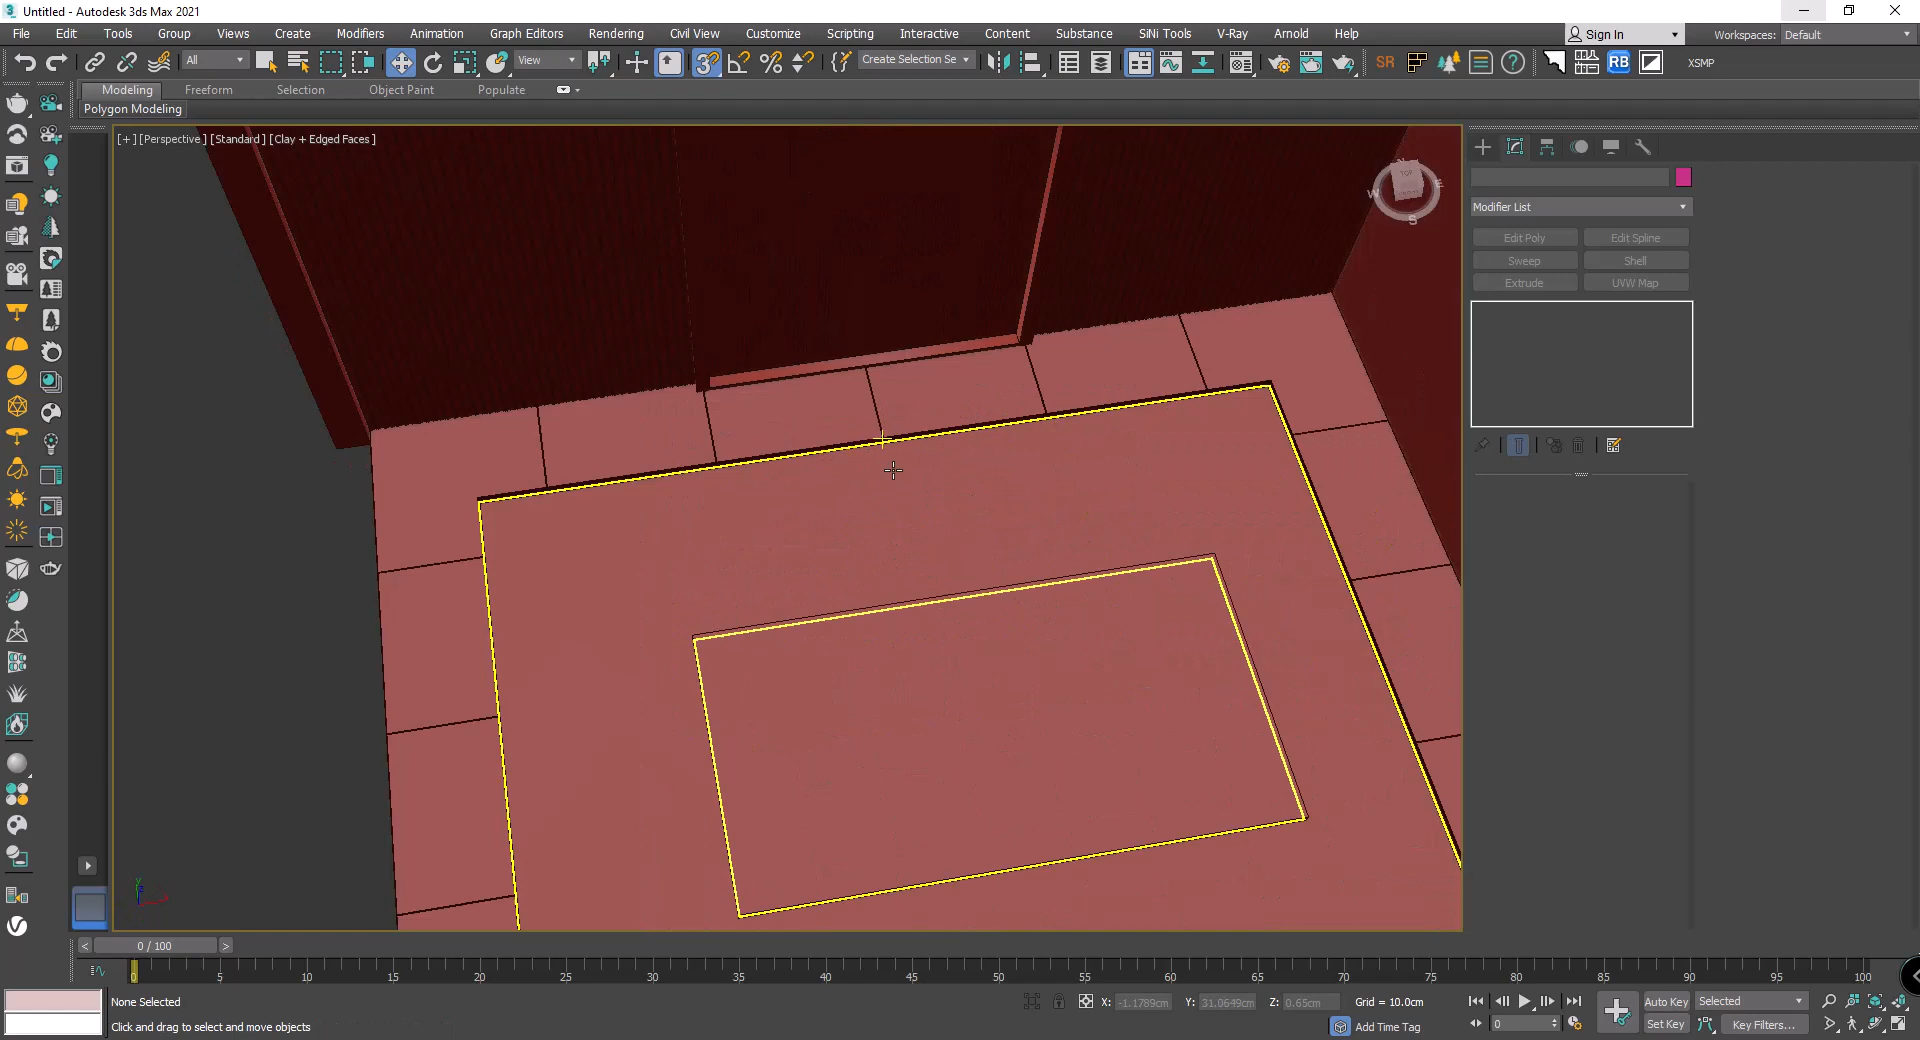 Untitled - Autodesk 3ds Max 2021
File Edit Tools Group Views Create Modifiers Animation Graph Editors Rendering Civil View Customize Scripting Interactive Content Substance SiNi Tools V-Ray Arnold Help Sign In Workspaces: Default
All View Create Selection Se SR RB XSMP
Modeling Freeform Selection Object Paint Populate
Polygon Modeling
[+] [Perspective] [Standard] [Clay + Edged Faces]
TOP
W E
S
Modifier List
Edit Poly Edit Spline
Sweep Shell
Extrude UVW Map
< 0 / 100 >
0 5 10 15 20 25 30 35 40 45 50 55 60 65 70 75 80 85 90 95 100
None Selected X: -1.1789cm Y: 31.0649cm Z: 0.65cm Grid = 10.0cm Auto Key Selected
Click and drag to select and move objects Add Time Tag 0 Set Key Key Filters...